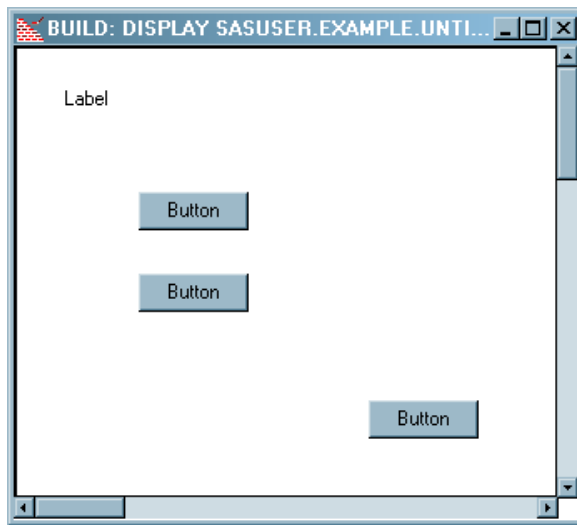 BUILD: DISPLAY SASUSER.EXAMPLE.UNTI...
Label
Button
Button
Button